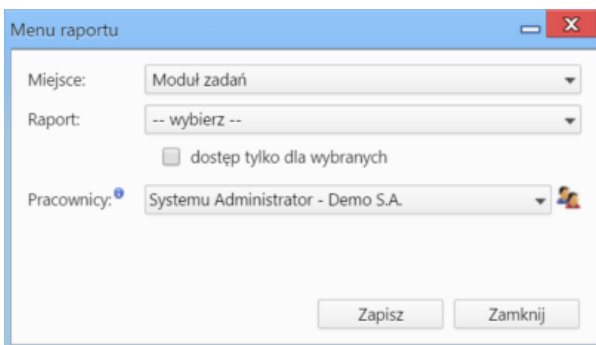 Menu raportu
Miejsce: Moduł zadań
Raport: -- wybierz --
dostęp tylko dla wybranych
Pracownicy: Systemu Administrator - Demo S.A.
Zapisz Zamknij